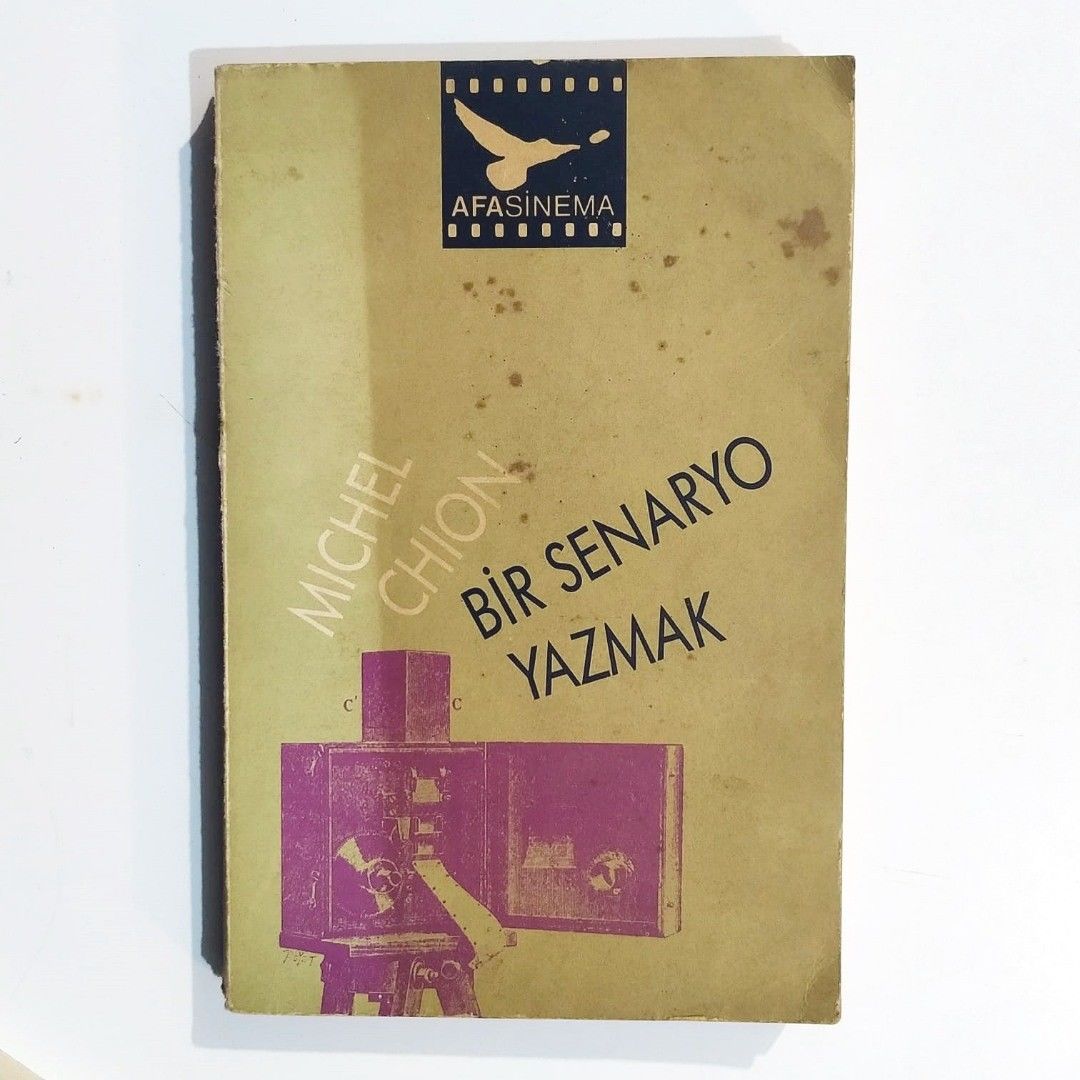 AFASİNEMA
MICHEL
CHION
BİR SENARYO
YAZMAK
C' C